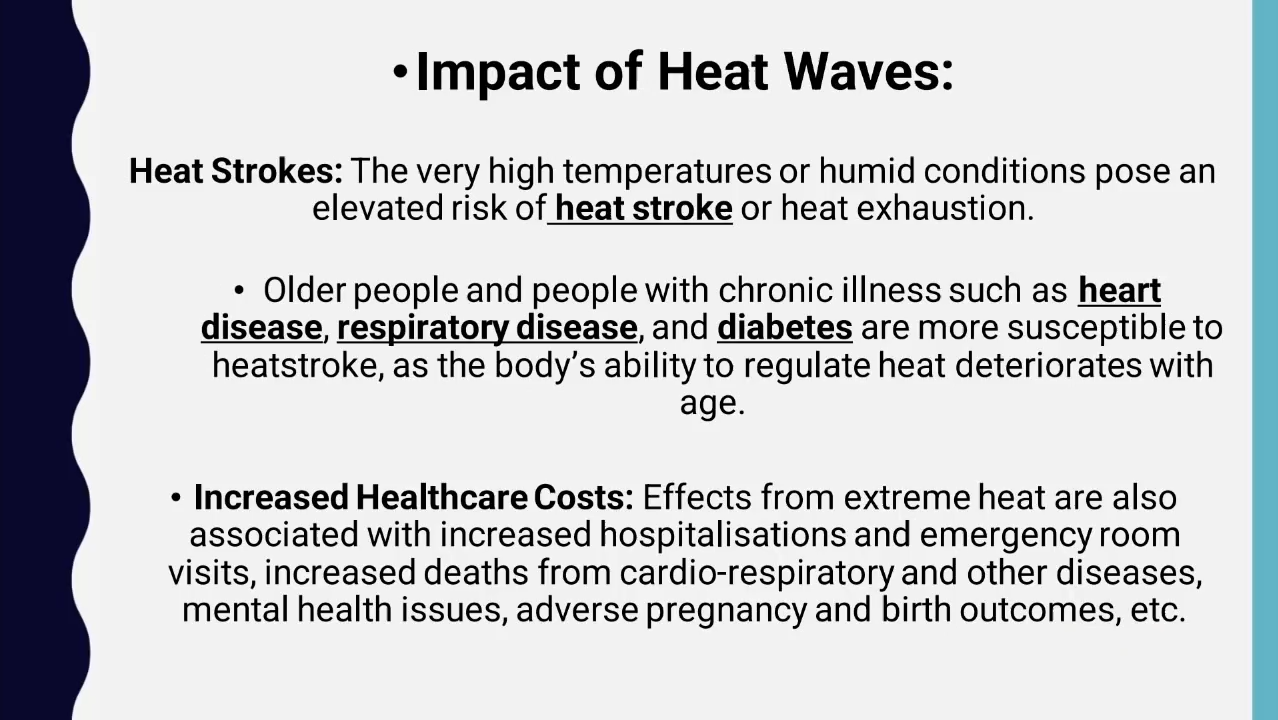 •Impact of Heat Waves:
Heat Strokes: The very high temperatures or humid conditions pose an
elevated risk of heat stroke or heat exhaustion.
• Older people and people with chronic illness such as heart
disease, respiratory disease, and diabetes are more susceptible to
heatstroke, as the body’s ability to regulate heat deteriorates with
age.
• Increased Healthcare Costs: Effects from extreme heat are also
associated with increased hospitalisations and emergency room
visits, increased deaths from cardio-respiratory and other diseases,
mental health issues, adverse pregnancy and birth outcomes, etc.